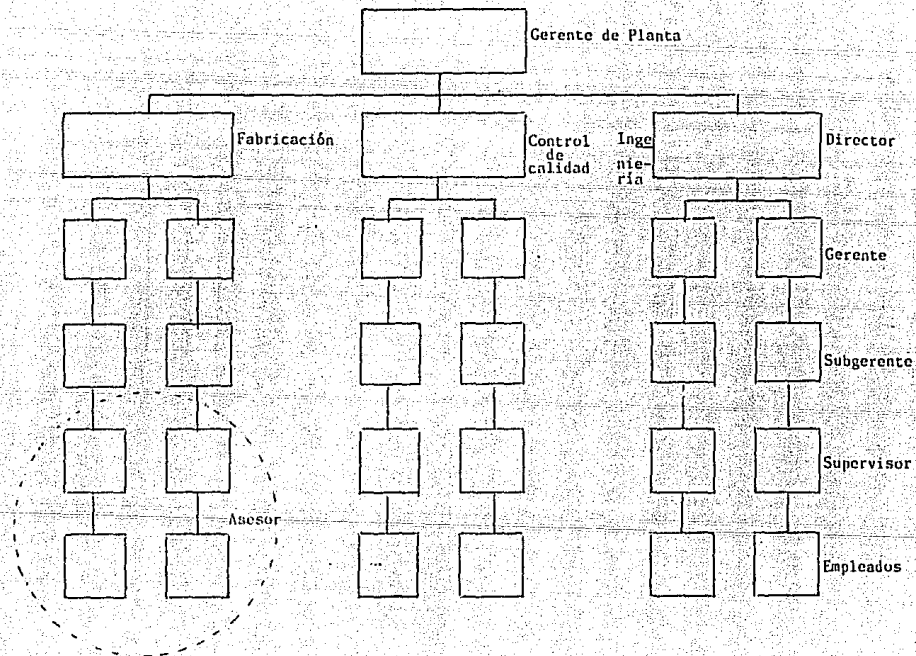 Gerente de Planta
Fabricación
Control
de
calidad
Inge
nie-
ría
Director
Gerente
Subgerente
Supervisor
Asesor
Empleados